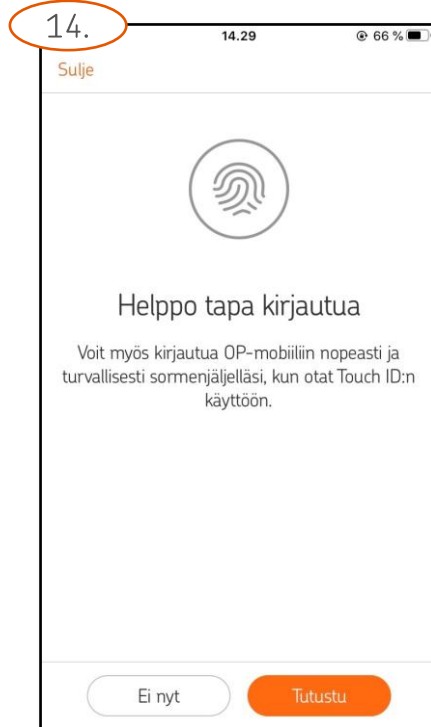 14.
14.29
66 %
Sulje
Helppo tapa kirjautua
Voit myös kirjautua OP-mobiiliin nopeasti ja
turvallisesti sormenjäljelläsi, kun otat Touch ID:n
käyttöön.
Ei nyt
Tutustu